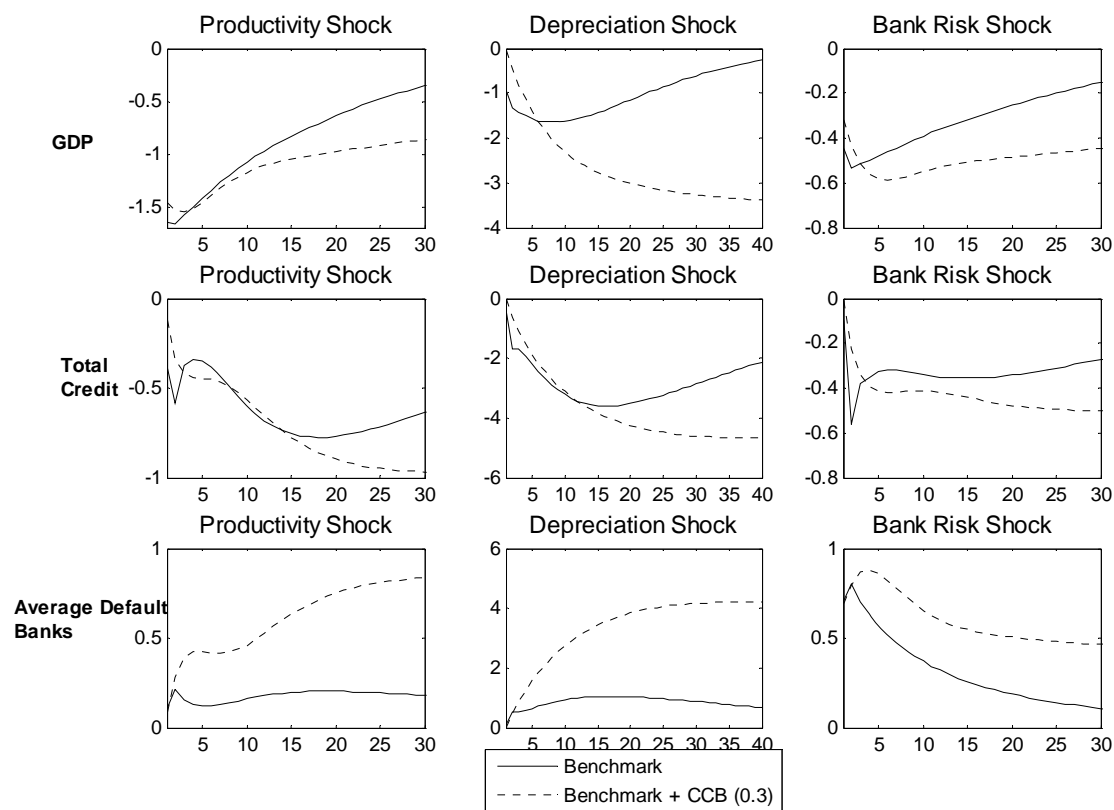 Productivity Shock
Depreciation Shock
Bank Risk Shock
GDP
0
-0.5
-1
-1.5
5 10 15 20 25 30
0
-1
-2
-3
-4
5 10 15 20 25 30 35 40
0
-0.2
-0.4
-0.6
-0.8
5 10 15 20 25 30
Productivity Shock
Depreciation Shock
Bank Risk Shock
Total
Credit
0
-0.5
-1
5 10 15 20 25 30
0
-2
-4
-6
5 10 15 20 25 30 35 40
0
-0.2
-0.4
-0.6
-0.8
5 10 15 20 25 30
Productivity Shock
Depreciation Shock
Bank Risk Shock
Average Default
Banks
1
0.5
0
5 10 15 20 25 30
6
4
2
0
5 10 15 20 25 30 35 40
1
0.5
0
5 10 15 20 25 30
Benchmark
Benchmark + CCB (0.3)